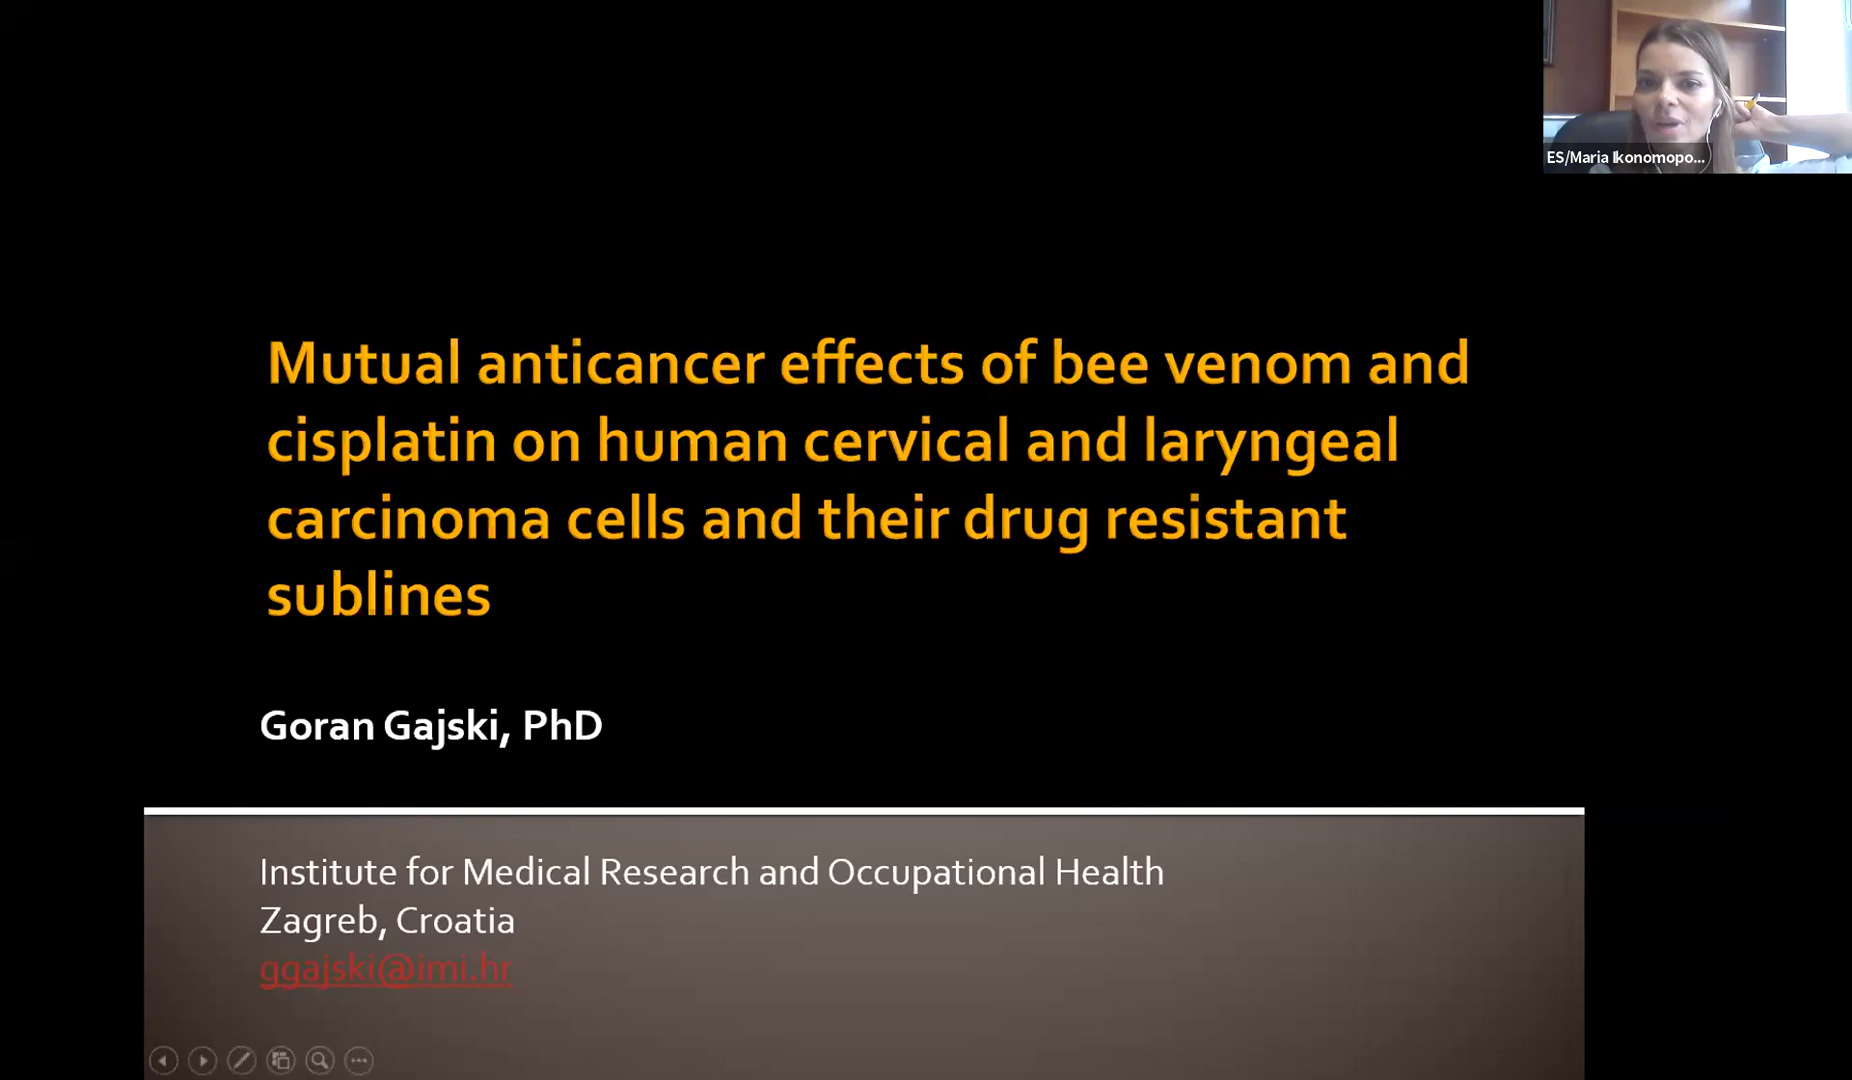 ES/Maria Ikonomopo...
Mutual anticancer effects of bee venom and
cisplatin on human cervical and laryngeal
carcinoma cells and their drug resistant
sublines
Goran Gajski, PhD
Institute for Medical Research and Occupational Health
Zagreb, Croatia
ggajski@imi.hr